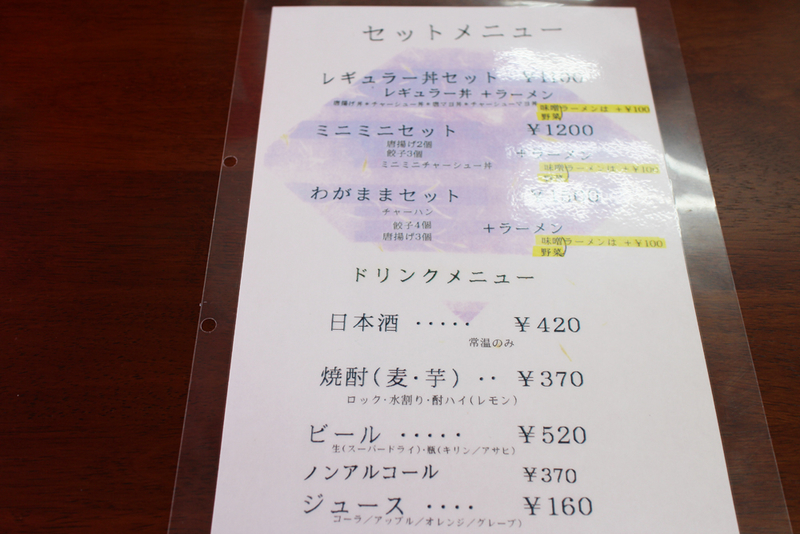 セットメニュー
レギュラー丼セット ¥1100
レギュラー丼 +ラーメン
味噌ラーメンは +¥100
野菜
ミニミニセット ¥1200
唐揚げ2個
餃子3個 +ラーメン
ミニミニチャーシュー丼
味噌ラーメンは +¥100
野菜
わがままセット
チャーハン
餃子4個 +ラーメン
唐揚げ3個
味噌ラーメンは +¥100
野菜
ドリンクメニュー
日本酒 ····· ¥420
常温のみ
焼酎(麦·芋) ·· ¥370
ロック·水割り·酎ハイ(レモン)
ビール ····· ¥520
生(スーパードライ)·瓶(キリン/アサヒ)
ノンアルコール ¥370
ジュース ···· ¥160
コーラ/アップル/オレンジ/グレープ)